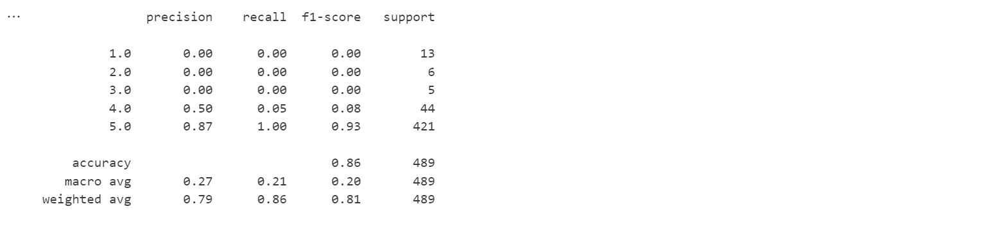 ...
precision recall f1-score support
1.0 0.00 0.00 0.00 13
2.0 0.00 0.00 0.00 6
3.0 0.00 0.00 0.00 5
4.0 0.50 0.05 0.08 44
5.0 0.87 1.00 0.93 421
accuracy 0.86 489
macro avg 0.27 0.21 0.20 489
weighted avg 0.79 0.86 0.81 489